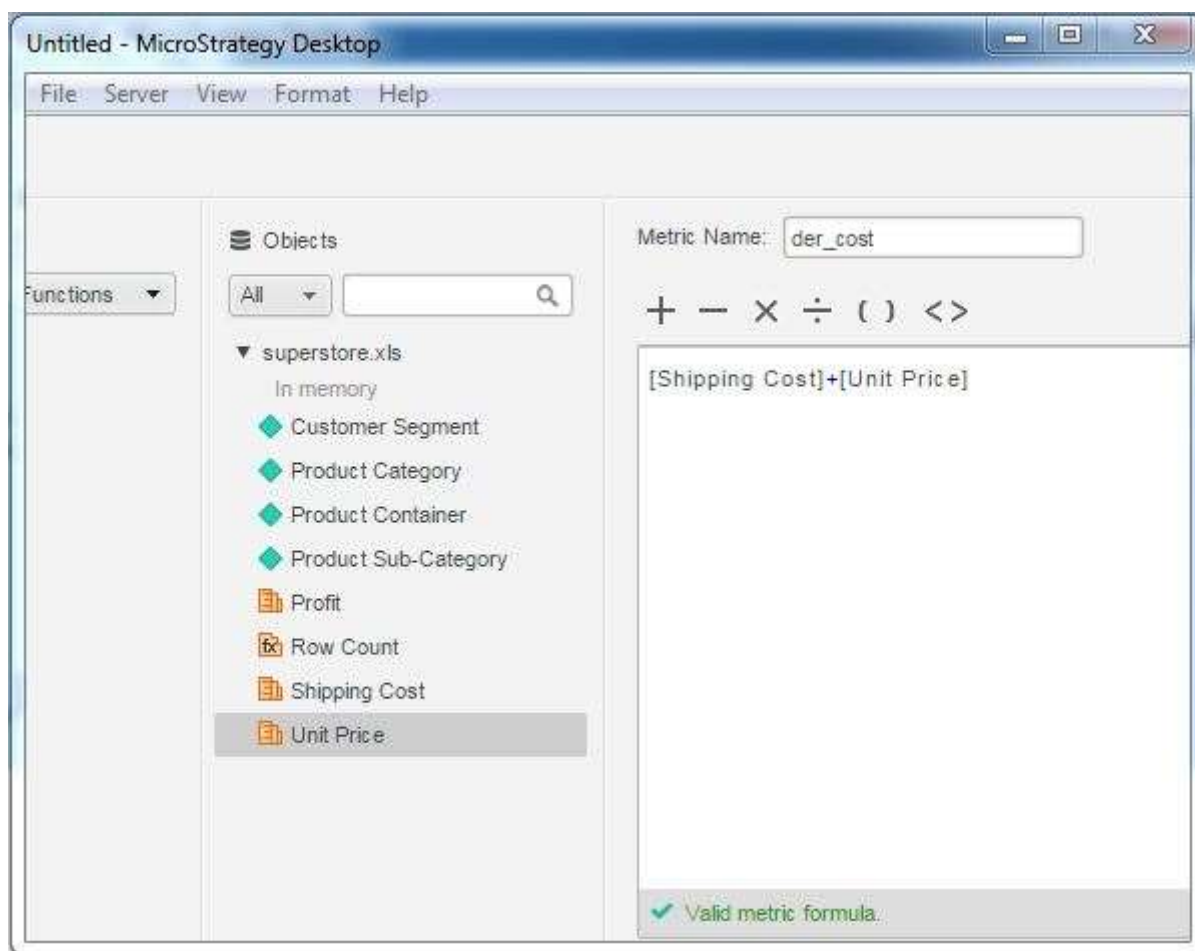 Untitled - MicroStrategy Desktop
File Server View Format Help
Functions
Objects
All
superstore.xls
In memory
Customer Segment
Product Category
Product Container
Product Sub-Category
Profit
fx Row Count
Shipping Cost
Unit Price
Metric Name: der_cost
+ − × ÷ ( ) <>
[Shipping Cost]+[Unit Price]
Valid metric formula.